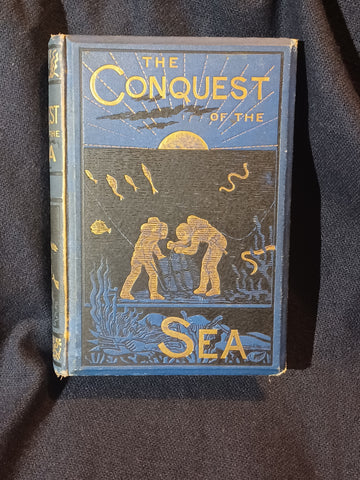 THE
CONQUEST
OF THE
SEA